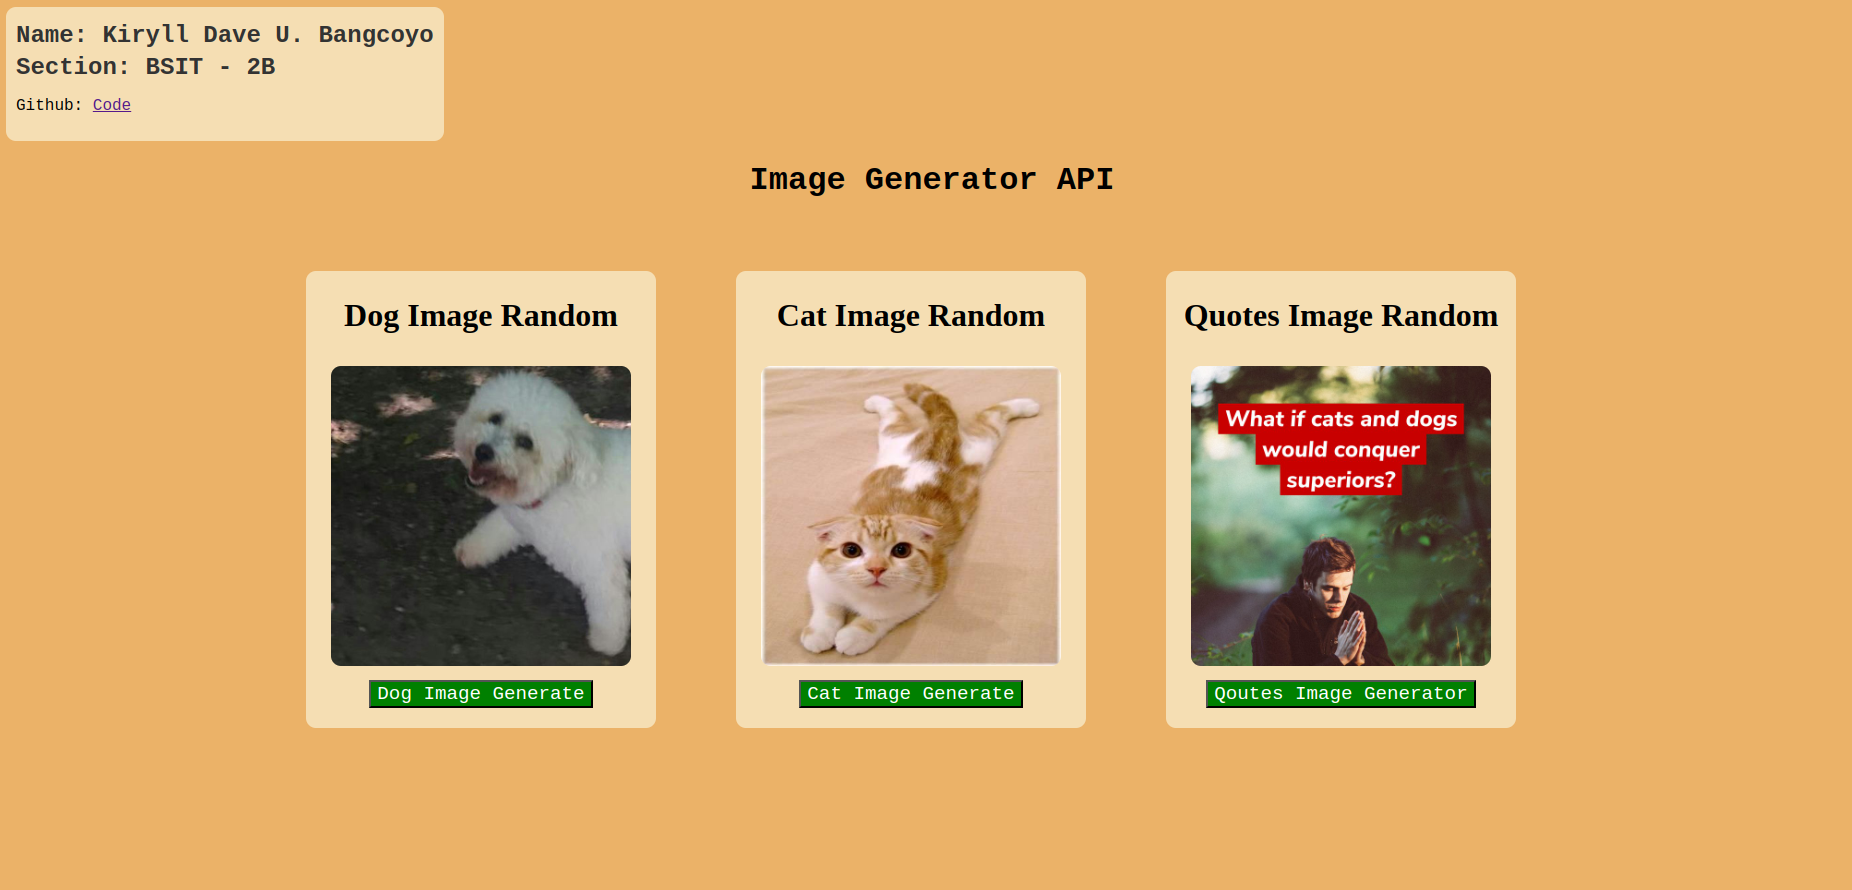 Name: Kiryll Dave U. Bangcoyo
Section: BSIT - 2B
Github: Code
Image Generator API
Dog Image Random
Dog Image Generate
Cat Image Random
Cat Image Generate
Quotes Image Random
What if cats and dogs
would conquer
superiors?
Qoutes Image Generator